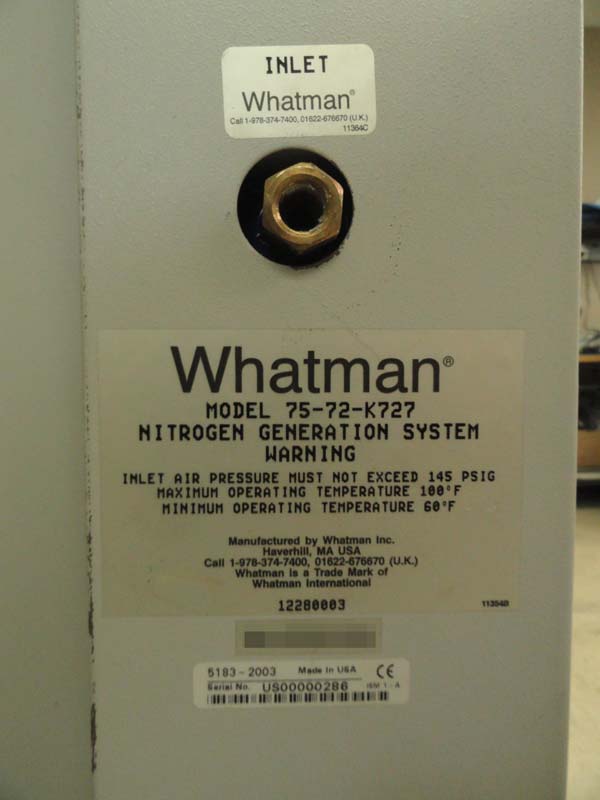 INLET
Whatman®
Call 1-978-374-7400, 01622-676670 (U.K.)
11364C
Whatman®
MODEL 75-72-K727
NITROGEN GENERATION SYSTEM
WARNING
INLET AIR PRESSURE MUST NOT EXCEED 145 PSIG
MAXIMUM OPERATING TEMPERATURE 100°F
MINIMUM OPERATING TEMPERATURE 60°F
Manufactured by Whatman Inc.
Haverhill, MA USA
Call 1-978-374-7400, 01622-676670 (U.K.)
Whatman is a Trade Mark of
Whatman International
12280003 11354B
5183-2003 Made in USA CE
Serial No. US00000286 ISM 1-A